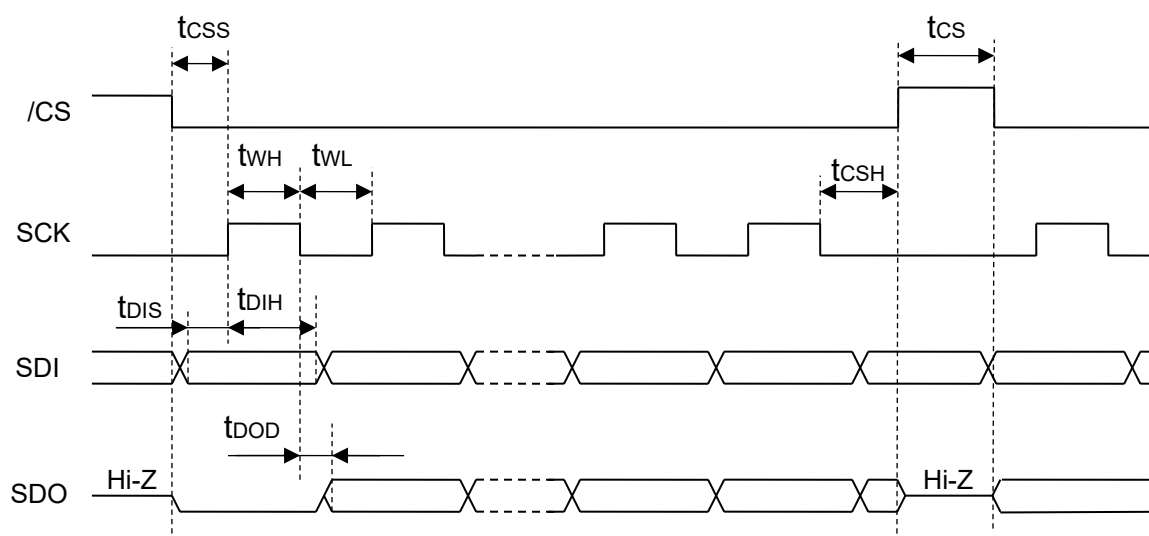 tCSS
tCS
/CS
tWH
tWL
tCSH
SCK
tDIS
tDIH
SDI
tDOD
Hi-Z
Hi-Z
SDO